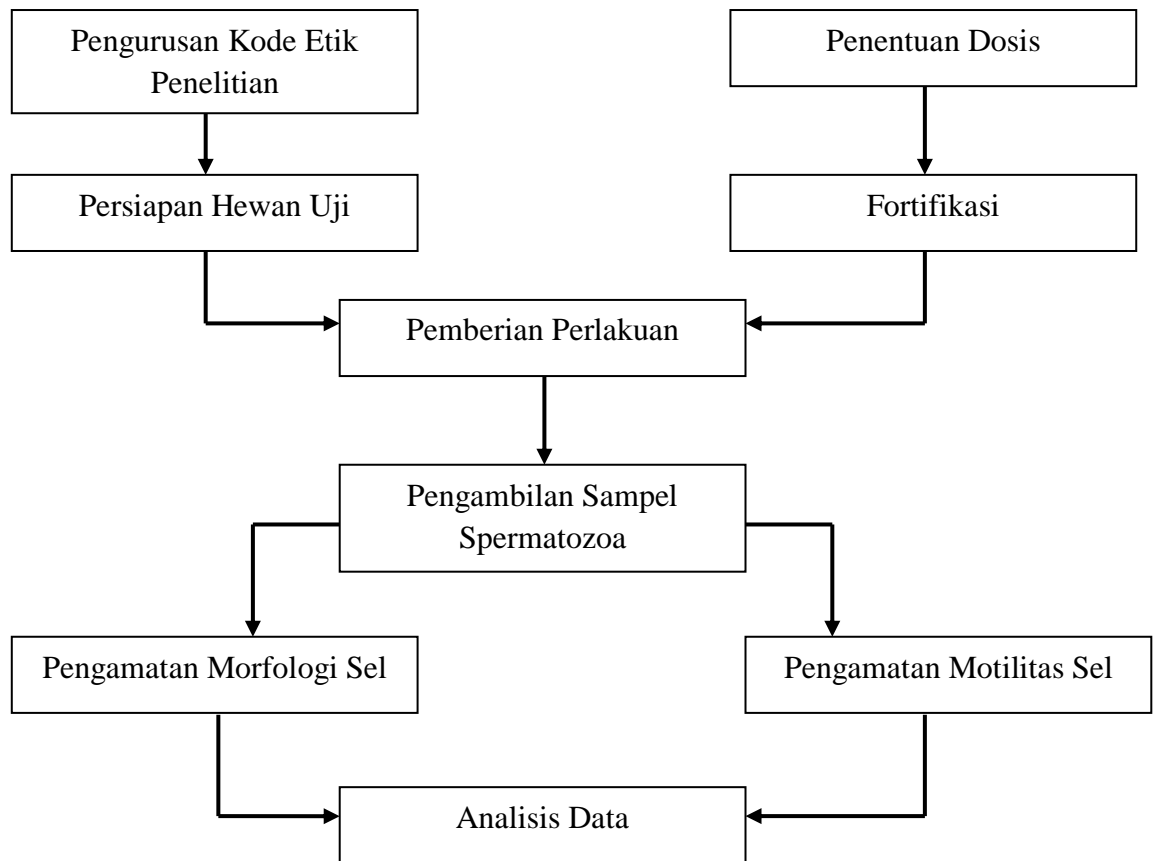 Pengurusan Kode Etik
Penelitian
Penentuan Dosis
Persiapan Hewan Uji
Fortifikasi
Pemberian Perlakuan
Pengambilan Sampel
Spermatozoa
Pengamatan Morfologi Sel
Pengamatan Motilitas Sel
Analisis Data